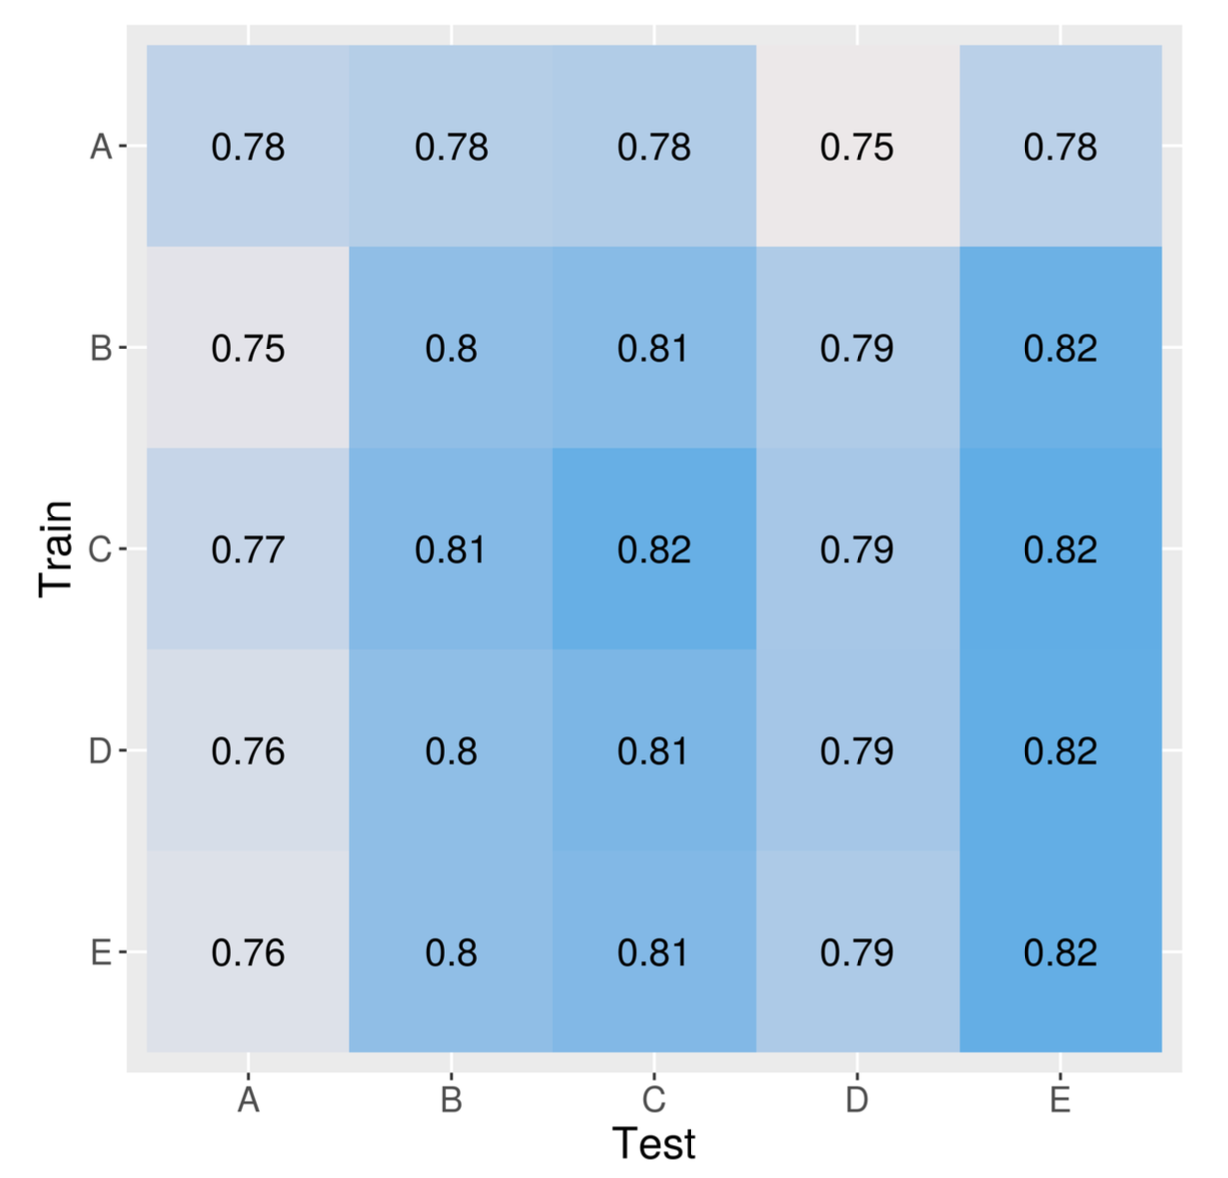 A 0.78 0.78 0.78 0.75 0.78
B 0.75 0.8 0.81 0.79 0.82
Train
C 0.77 0.81 0.82 0.79 0.82
D 0.76 0.8 0.81 0.79 0.82
E 0.76 0.8 0.81 0.79 0.82
A B C D E
Test